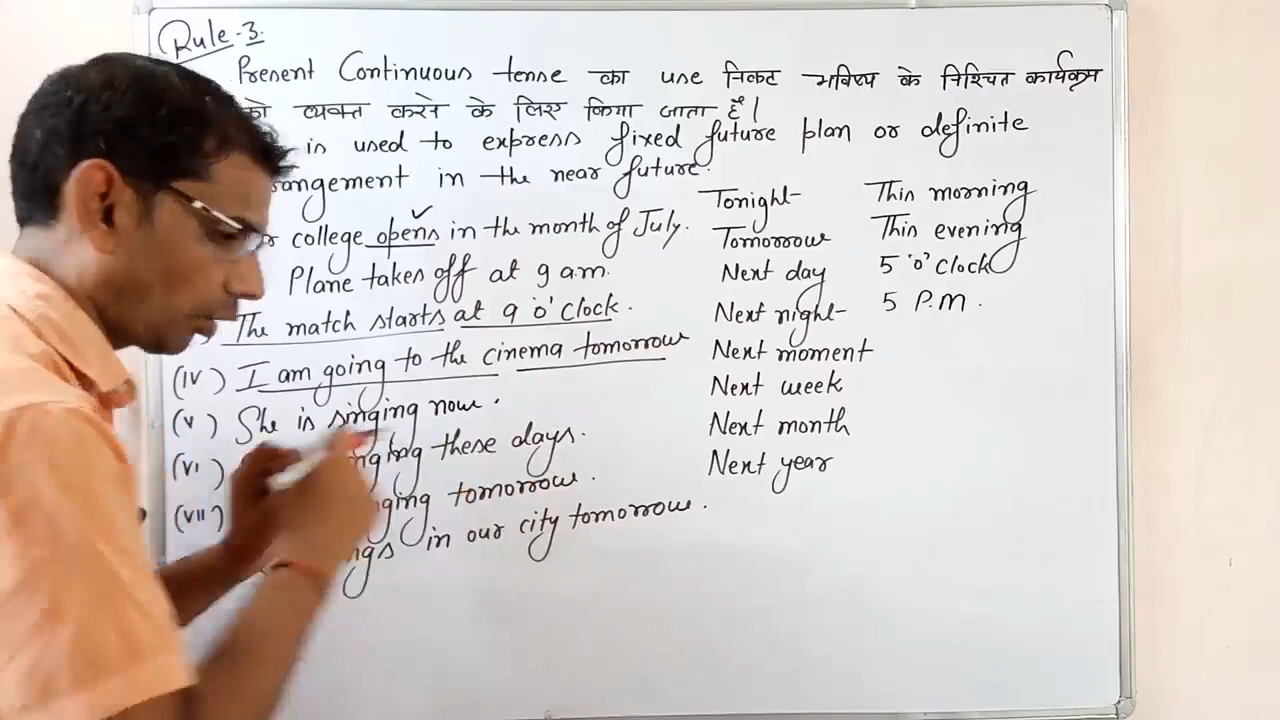 Rule-3.
Present Continuous tense का use निकट भविष्य के निश्चित कार्यक्रम
को व्यक्त करने के लिए किया जाता है|
is used to express fixed future plan or definite
in the near future.
college opens in the month of July.
Plane takes off at 9 a.m.
The match starts at 9 'o' clock.
(IV) I am going to the cinema tomorrow
(V) She is singing now.
(VI) these days.
(VII) tomorrow.
in our city tomorrow.
Tonight-
Tomorrow
Next day
Next night-
Next moment
Next week
Next month
Next year
This morning
This evening
5 'o' clock
5 P.M.